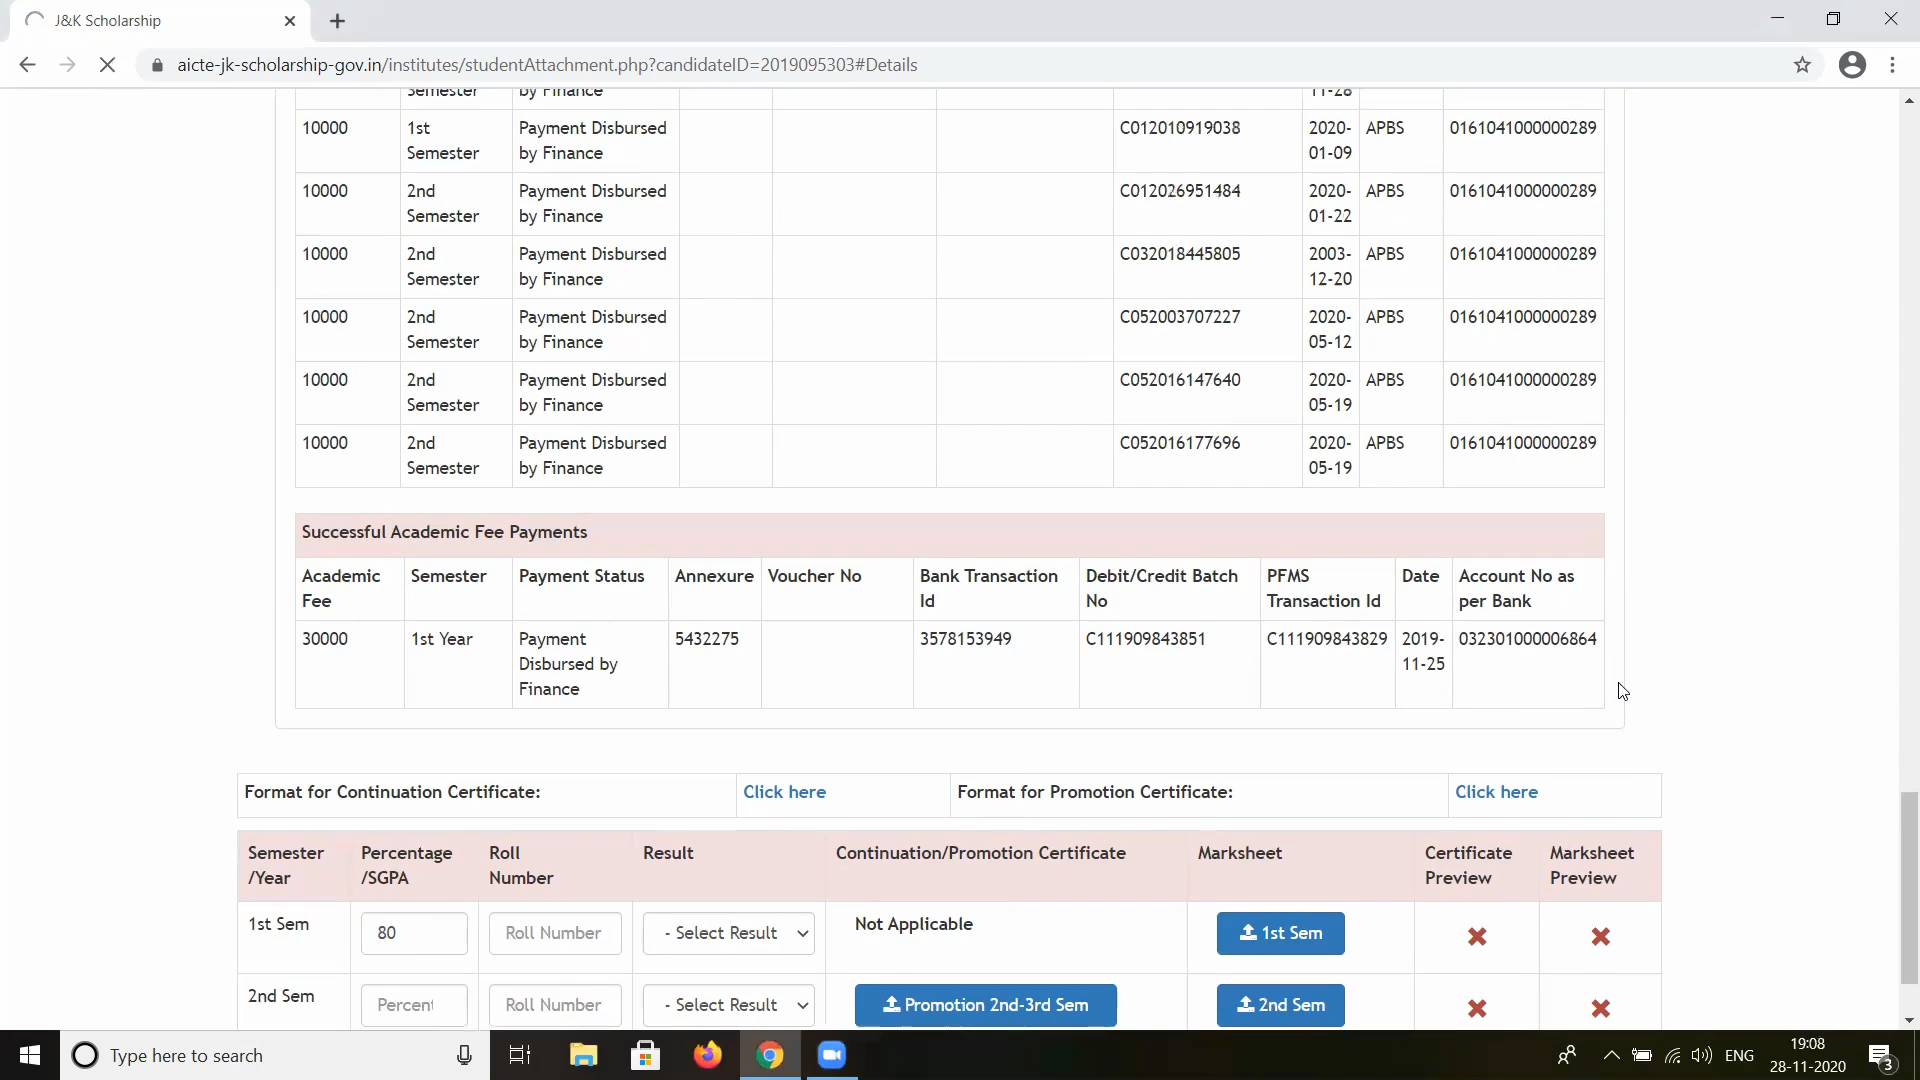 J&K Scholarship
aicte-jk-scholarship-gov.in/institutes/studentAttachment.php?candidateID=2019095303#Details
Semester by Finance 11-28
10000 1st Payment Disbursed C012010919038 2020- APBS 0161041000000289
Semester by Finance 01-09
10000 2nd Payment Disbursed C012026951484 2020- APBS 0161041000000289
Semester by Finance 01-22
10000 2nd Payment Disbursed C032018445805 2003- APBS 0161041000000289
Semester by Finance 12-20
10000 2nd Payment Disbursed C052003707227 2020- APBS 0161041000000289
Semester by Finance 05-12
10000 2nd Payment Disbursed C052016147640 2020- APBS 0161041000000289
Semester by Finance 05-19
10000 2nd Payment Disbursed C052016177696 2020- APBS 0161041000000289
Semester by Finance 05-19
Successful Academic Fee Payments
Academic Semester Payment Status Annexure Voucher No Bank Transaction Debit/Credit Batch PFMS Date Account No as
Fee Id No Transaction Id per Bank
30000 1st Year Payment 5432275 3578153949 C111909843851 C111909843829 2019- 032301000006864
Disbursed by 11-25
Finance
Format for Continuation Certificate: Click here Format for Promotion Certificate: Click here
Semester Percentage Roll Result Continuation/Promotion Certificate Marksheet Certificate Marksheet
/Year /SGPA Number Preview Preview
1st Sem 80 Roll Number - Select Result Not Applicable 1st Sem
2nd Sem Percent Roll Number - Select Result Promotion 2nd-3rd Sem 2nd Sem
Type here to search ENG 19:08
28-11-2020 3